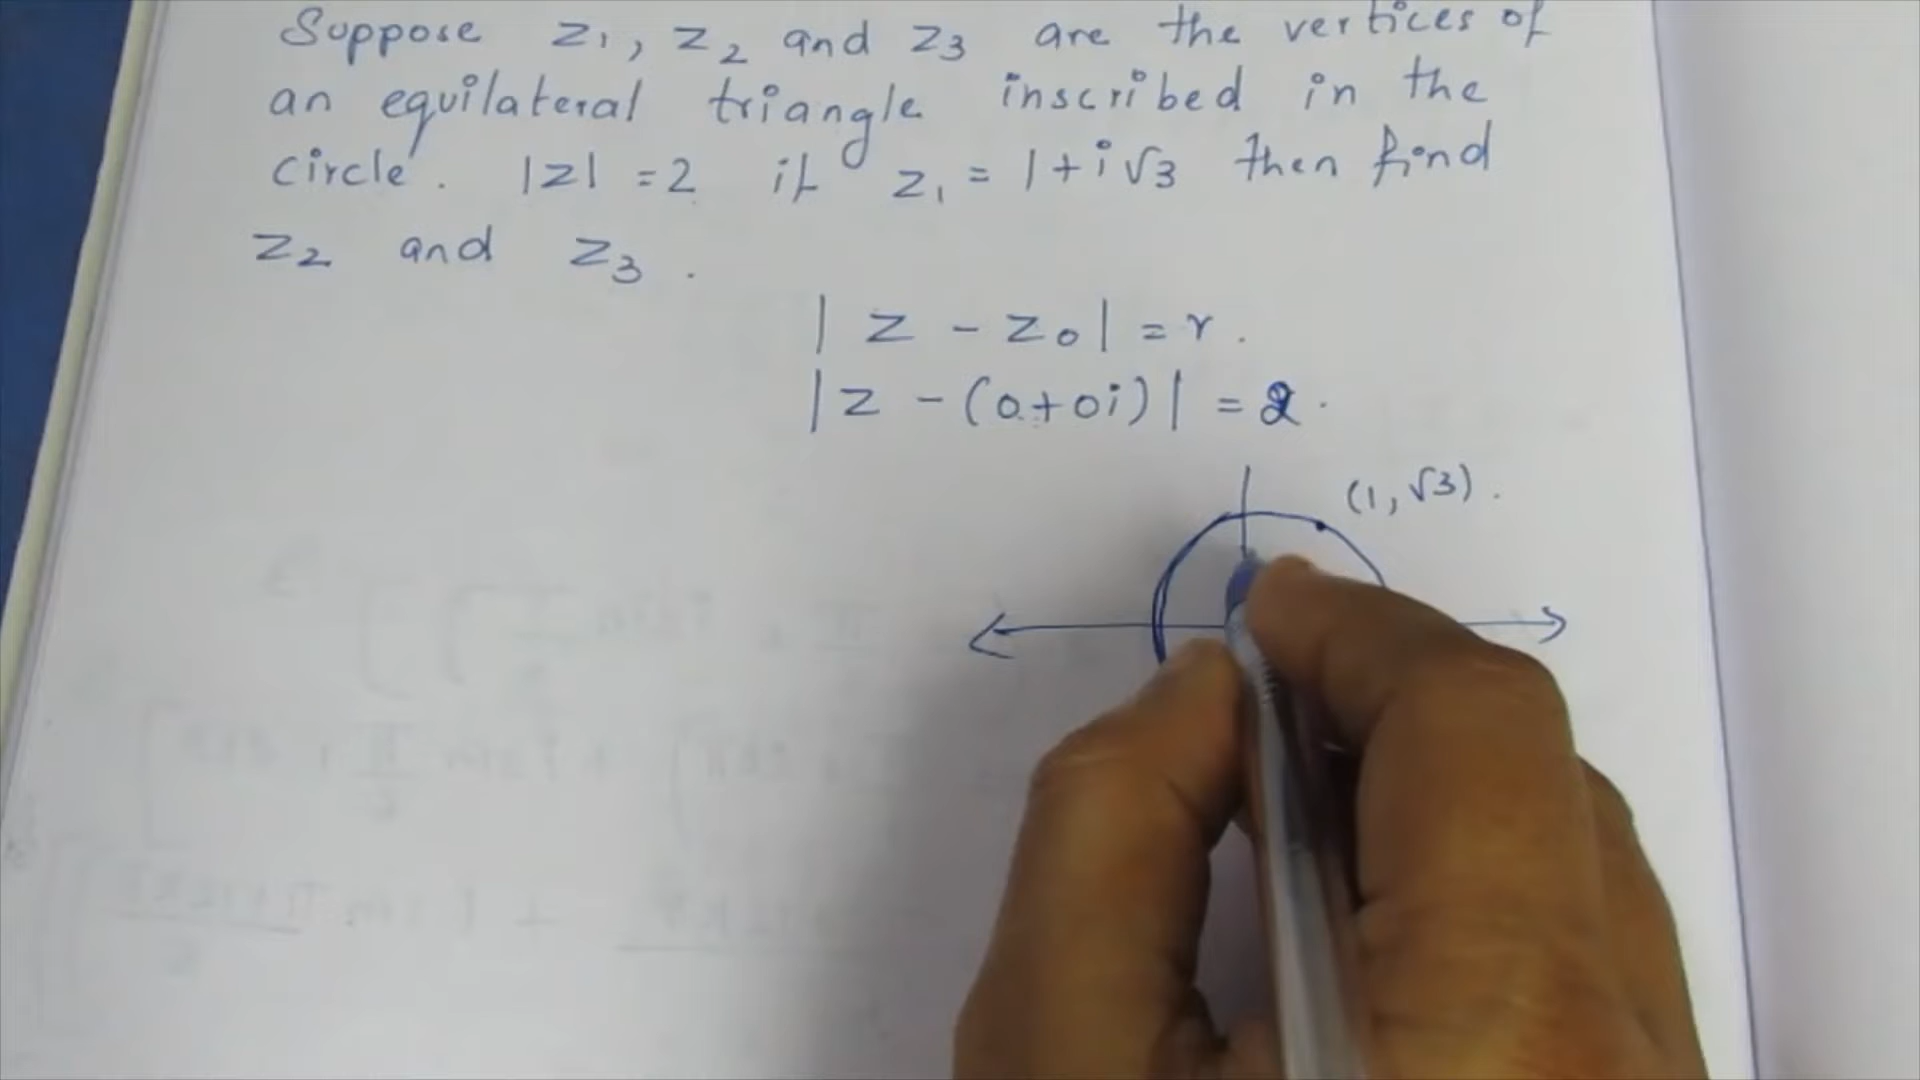 Suppose z₁, z₂ and z₃ are the vertices of
an equilateral triangle inscribed in the
circle. |z| = 2 if z₁ = 1 + i√3 then find
z₂ and z₃.
|z - z₀| = r.
|z - (0+0i)| = 2.
(1, √3).